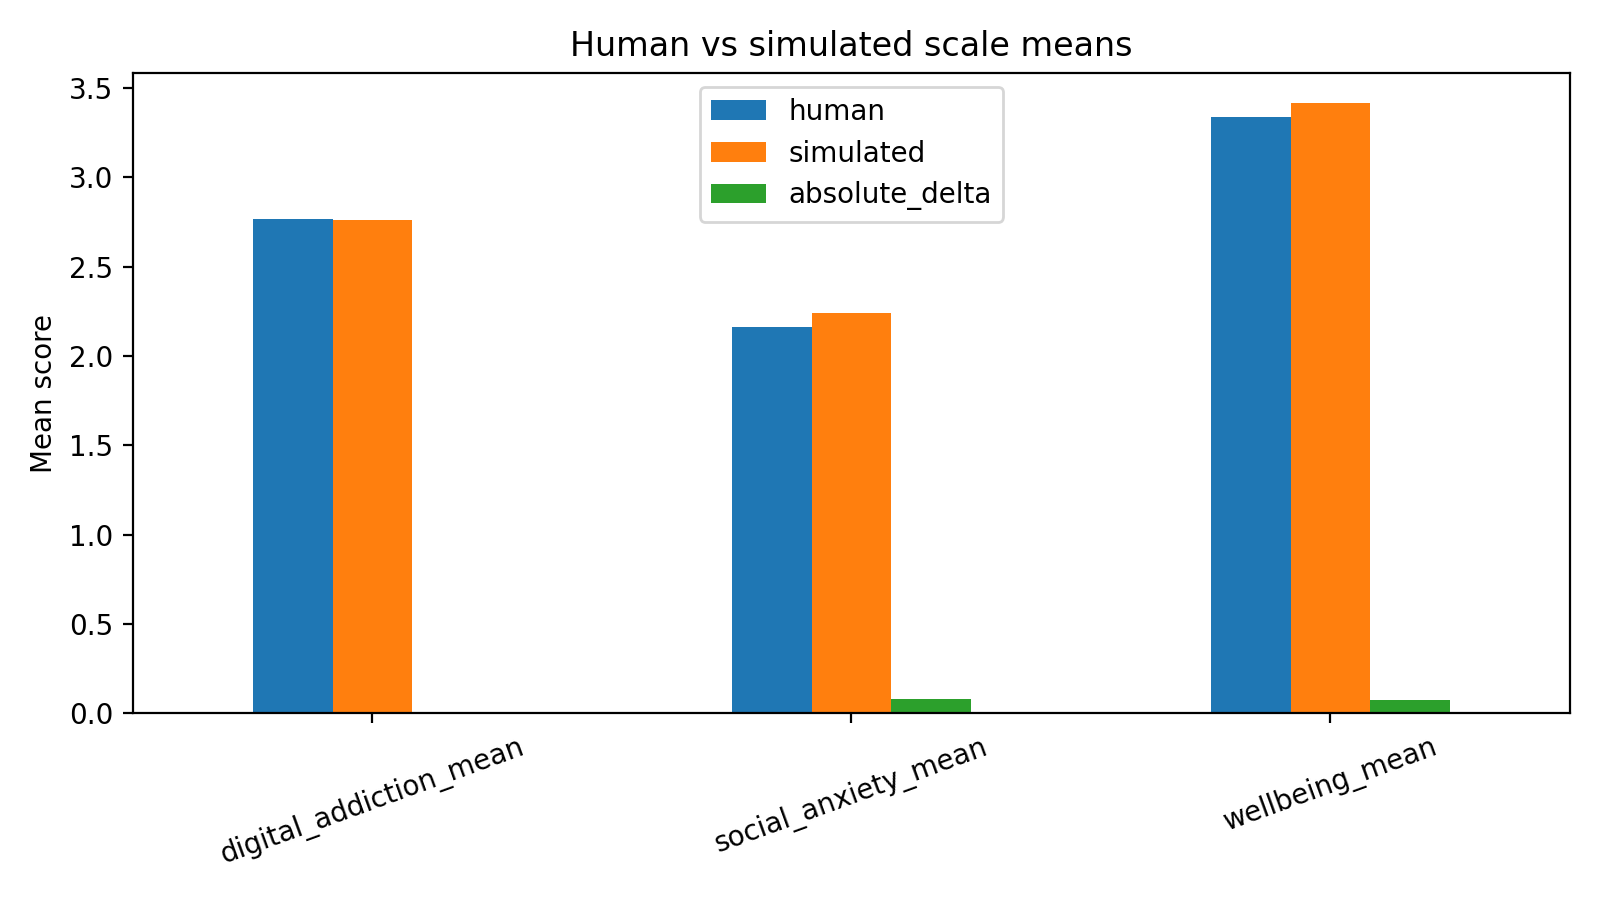 Human vs simulated scale means
3.5
3.0
2.5
2.0
1.5
1.0
0.5
0.0
Mean score
human
simulated
absolute_delta
digital_addiction_mean
social_anxiety_mean
wellbeing_mean